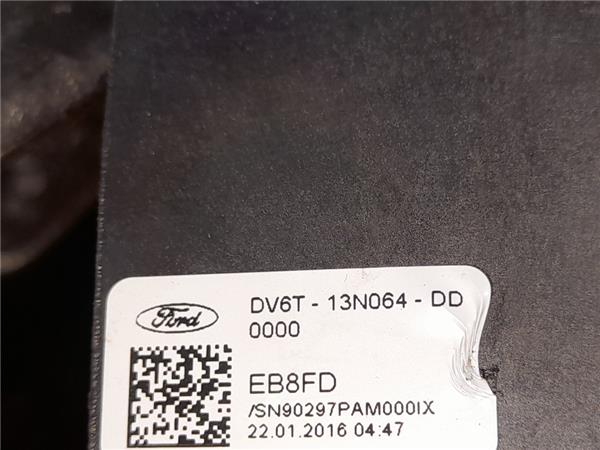 Ford
DV6T - 13N064 - DD
0000
EB8FD
/SN90297PAM000IX
22.01.2016 04:47